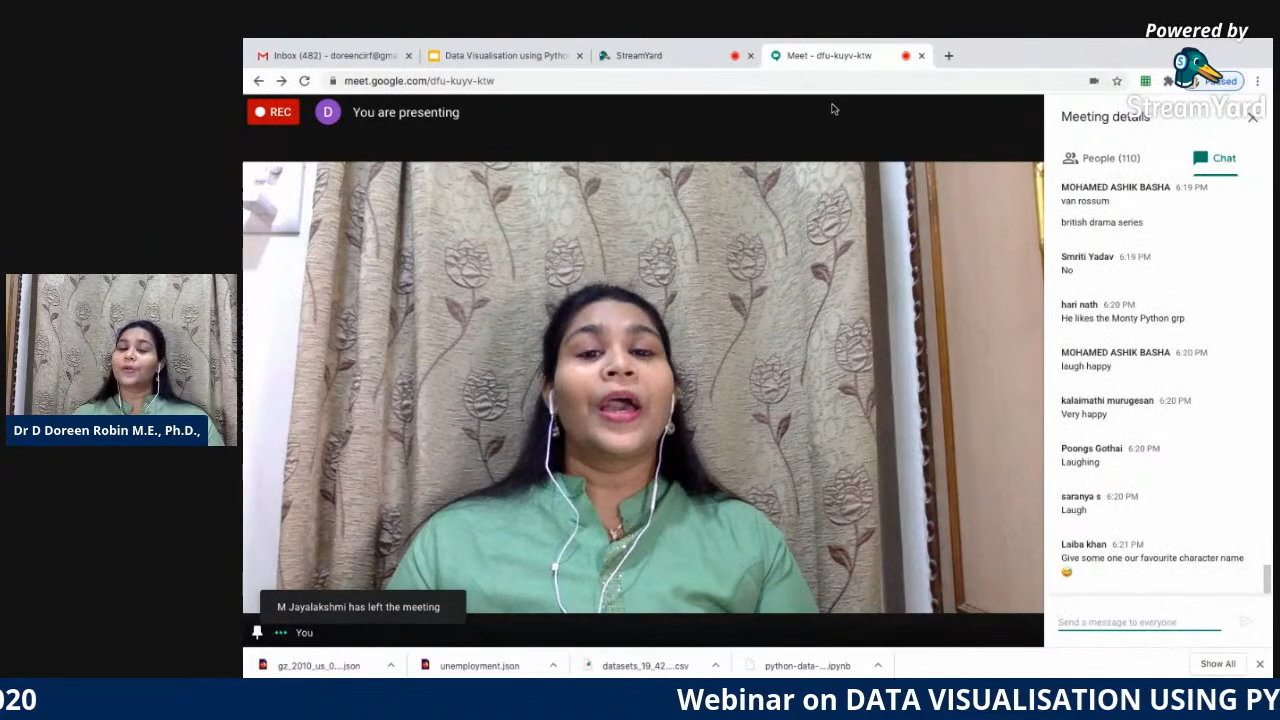 Powered by
StreamYard
Inbox (482) - doreencirf@gma
Data Visualisation using Pytho
StreamYard
Meet - dfu-kuyv-ktw
meet.google.com/dfu-kuyv-ktw
Paused
REC
D
You are presenting
Meeting details
People (110)
Chat
MOHAMED ASHIK BASHA 6:19 PM
van rossum
british drama series
Smriti Yadav 6:19 PM
No
hari nath 6:20 PM
He likes the Monty Python grp
MOHAMED ASHIK BASHA 6:20 PM
laugh happy
kalaimathi murugesan 6:20 PM
Very happy
Poongs Gothai 6:20 PM
Laughing
saranya s 6:20 PM
Laugh
Laiba khan 6:21 PM
Give some one our favourite character name
😅
Send a message to everyone
Dr D Doreen Robin M.E., Ph.D.,
M Jayalakshmi has left the meeting
You
gz_2010_us_0....json
unemployment.json
datasets_19_42....csv
python-data-....ipynb
Show All
020
Webinar on DATA VISUALISATION USING PY